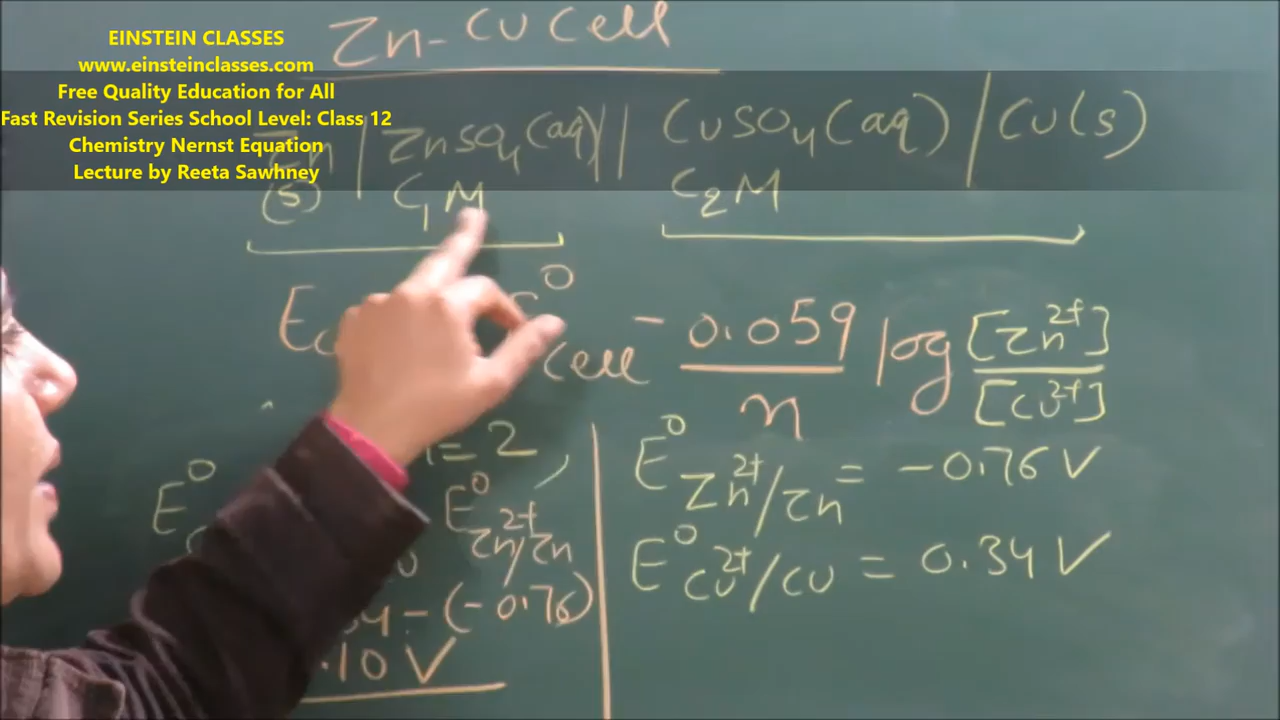 Zn-Cu Cell
EINSTEIN CLASSES
www.einsteinclasses.com
Free Quality Education for All
Fast Revision Series School Level: Class 12
Chemistry Nernst Equation
Lecture by Reeta Sawhney
Zn | ZnSO4(aq) || CuSO4(aq) / Cu(s)
(s) C1 M C2 M
E 0 cell - 0.059/n log [Zn2+]/[Cu2+]
= 2,
E0 E0 Zn2+/Zn
- (-0.76)
.10 V
E0 Zn2+/Zn = -0.76 V
E0 Cu2+/Cu = 0.34 V